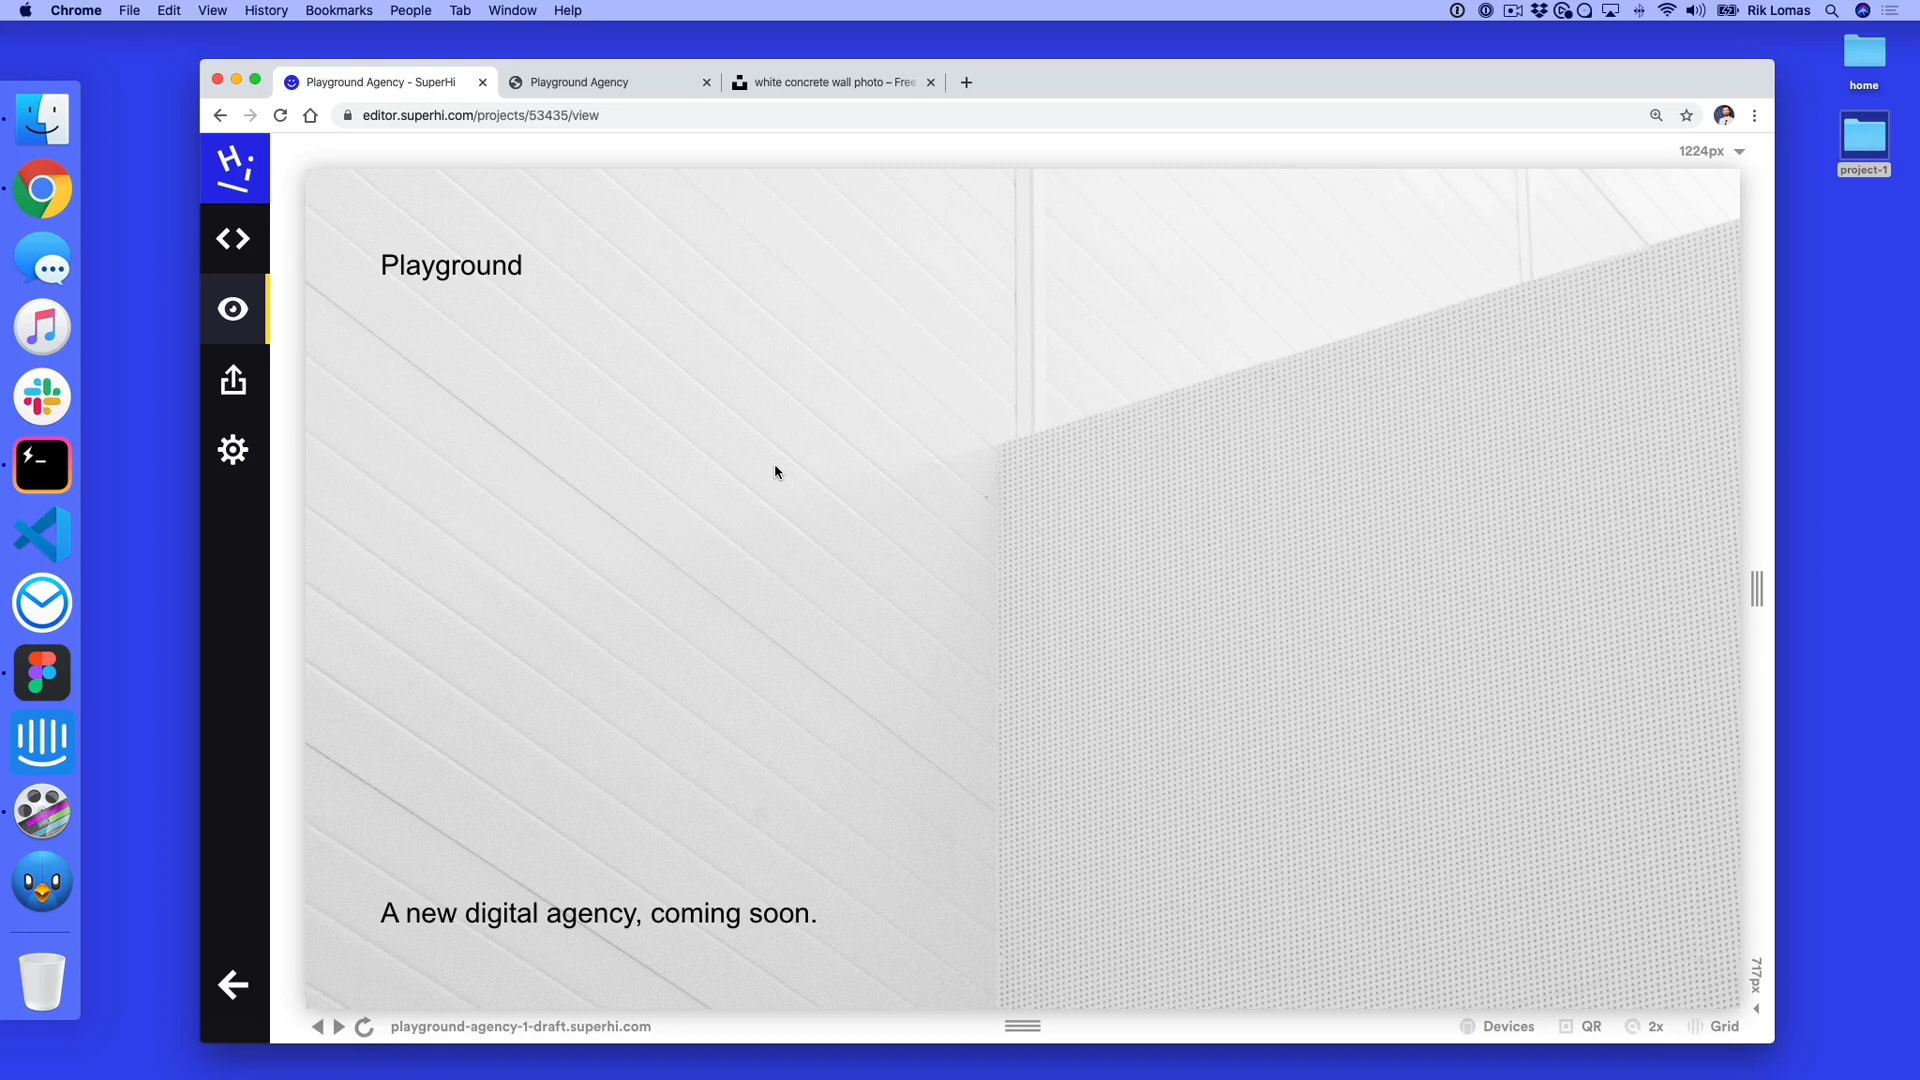 Chrome File Edit View History Bookmarks People Tab Window Help
Rik Lomas
home
project-1
Playground Agency - SuperHi
Playground Agency
white concrete wall photo – Free
editor.superhi.com/projects/53435/view
Hi
1224px
Playground
A new digital agency, coming soon.
717px
playground-agency-1-draft.superhi.com
Devices QR 2x Grid